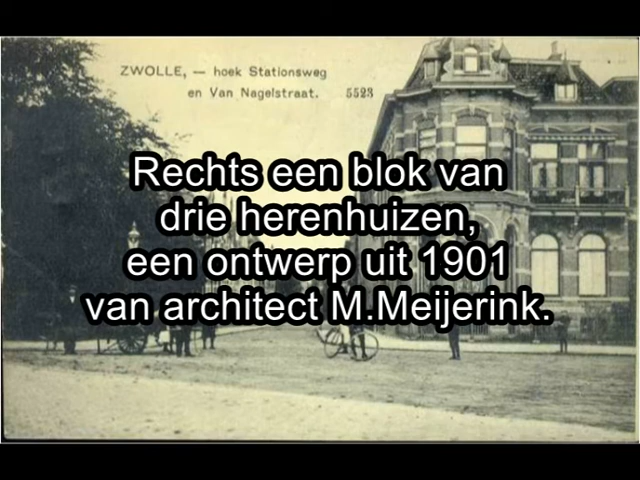 ZWOLLE, — hoek Stationsweg
en Van Nagelstraat. 5523
Rechts een blok van
drie herenhuizen,
een ontwerp uit 1901
van architect M.Meijerink.